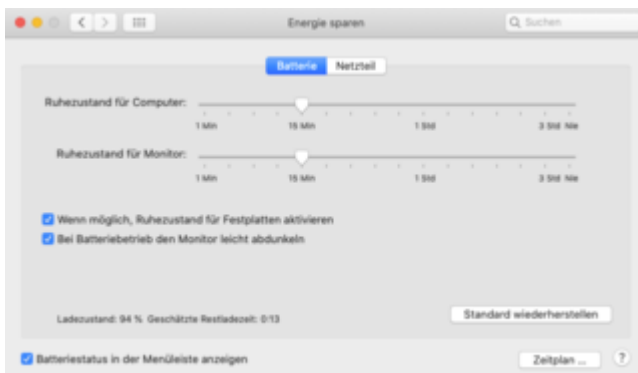 Energie sparen
Suchen
Batterie Netzteil
Ruhezustand für Computer:
1 Min 15 Min 1 Std 3 Std Nie
Ruhezustand für Monitor:
1 Min 15 Min 1 Std 3 Std Nie
Wenn möglich, Ruhezustand für Festplatten aktivieren
Bei Batteriebetrieb den Monitor leicht abdunkeln
Ladezustand: 94 % Geschätzte Restladezeit: 0:13
Standard wiederherstellen
Batteriestatus in der Menüleiste anzeigen
Zeitplan ... ?